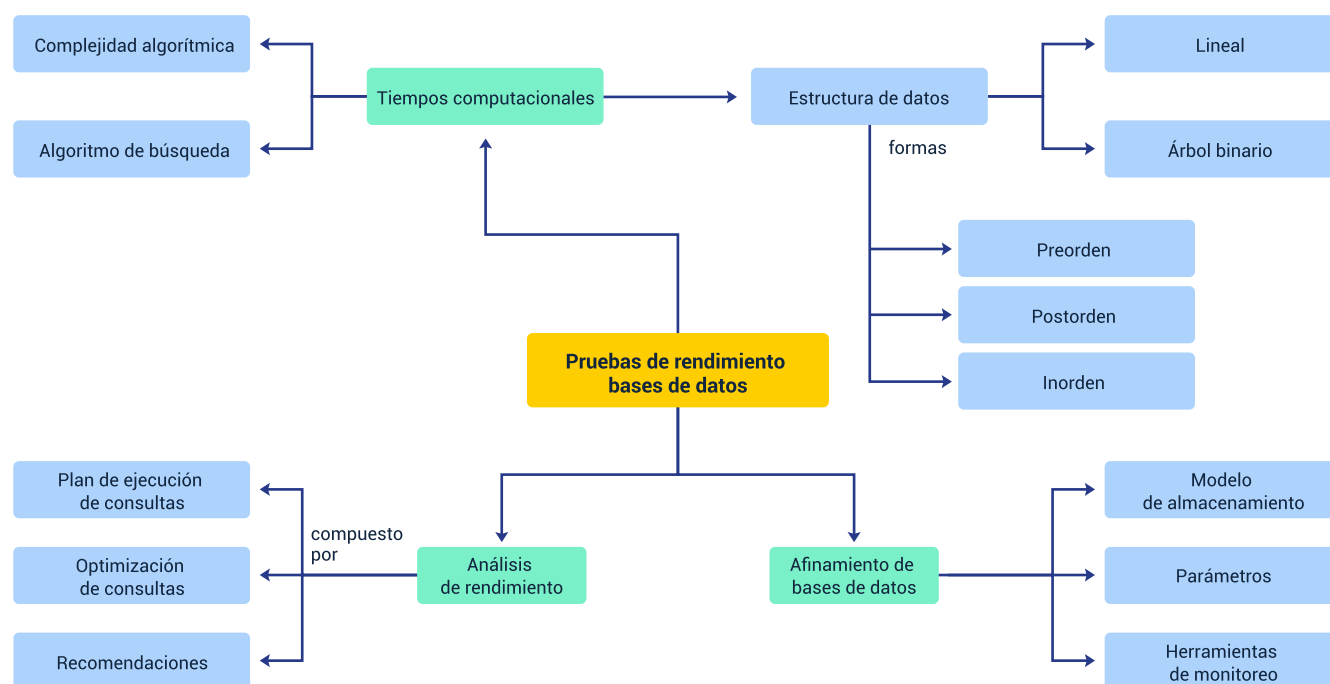 Complejidad algorítmica
Lineal
Tiempos computacionales
Estructura de datos
Algoritmo de búsqueda
formas
Árbol binario
Preorden
Postorden
Inorden
Pruebas de rendimiento
bases de datos
Plan de ejecución
de consultas
Modelo
de almacenamiento
compuesto
por
Optimización
de consultas
Análisis
de rendimiento
Afinamiento de
bases de datos
Parámetros
Recomendaciones
Herramientas
de monitoreo